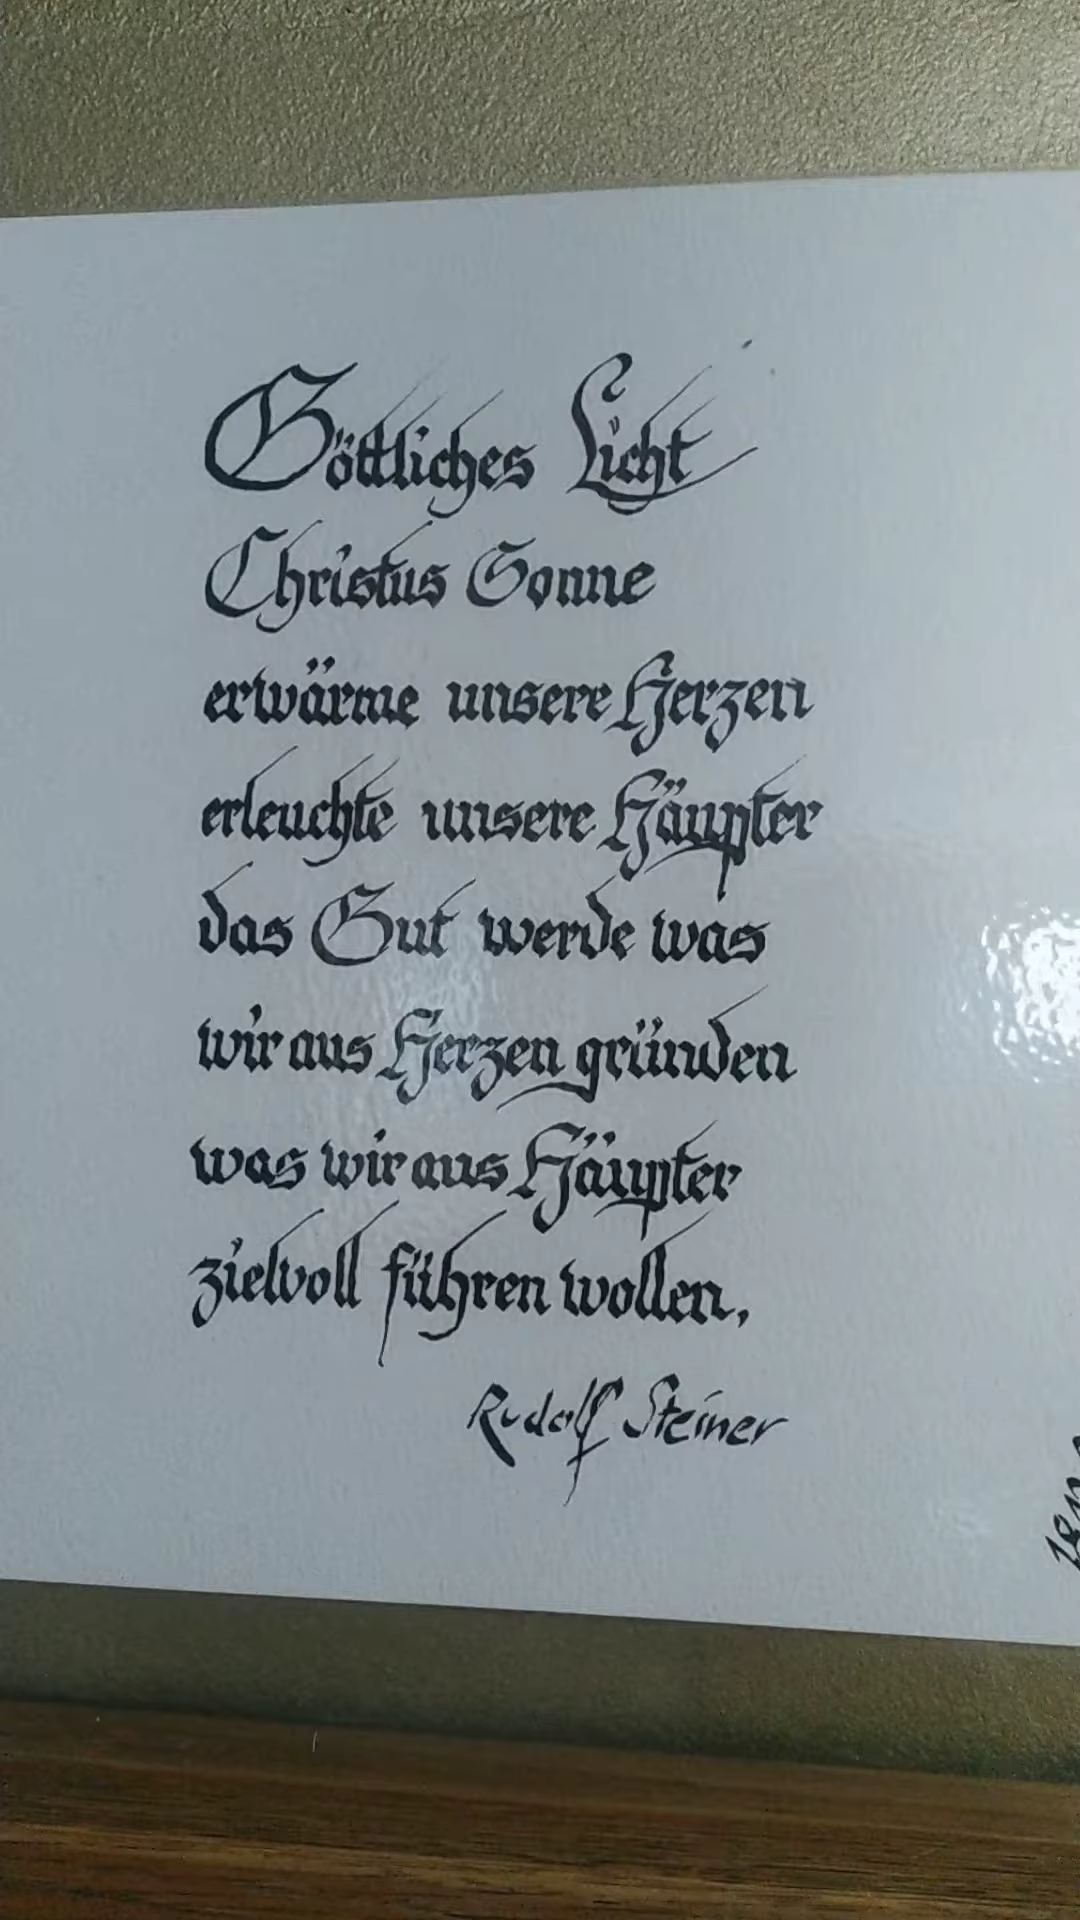 Göttliches Licht
Christus Sonne
erwärme unsere Herzen
erleuchte unsere Häupter
das Gut werde was
wir aus Herzen gründen
was wir aus Häupter
zielvoll führen wollen.
Rudolf Steiner